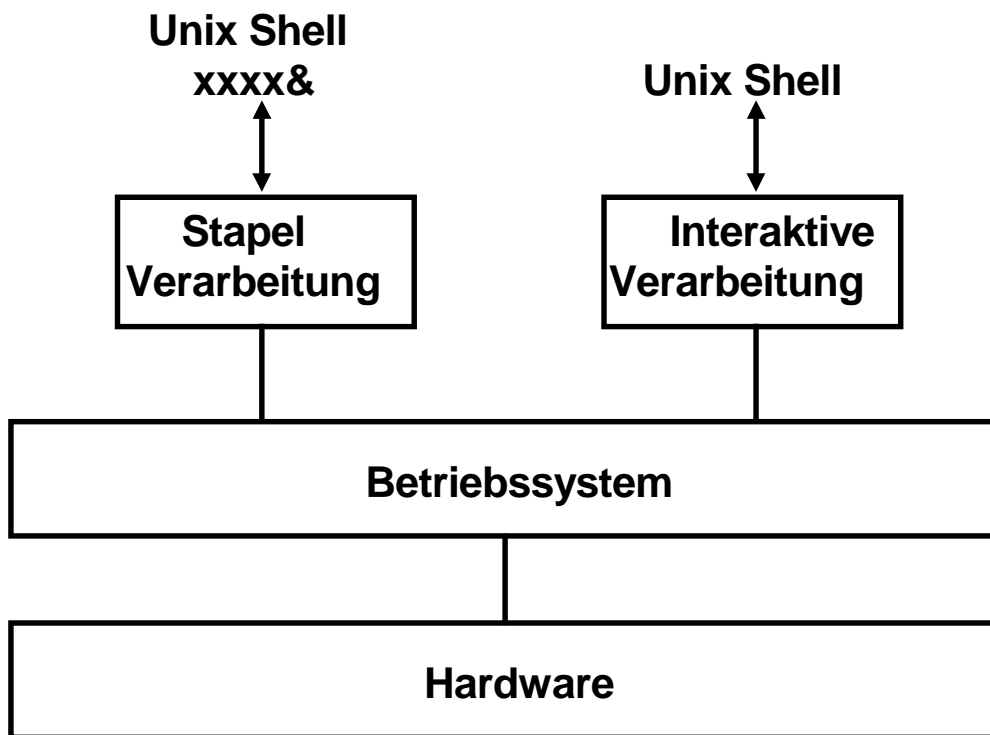 Unix Shell
xxxx&
Unix Shell
Stapel
Verarbeitung
Interaktive
Verarbeitung
Betriebssystem
Hardware